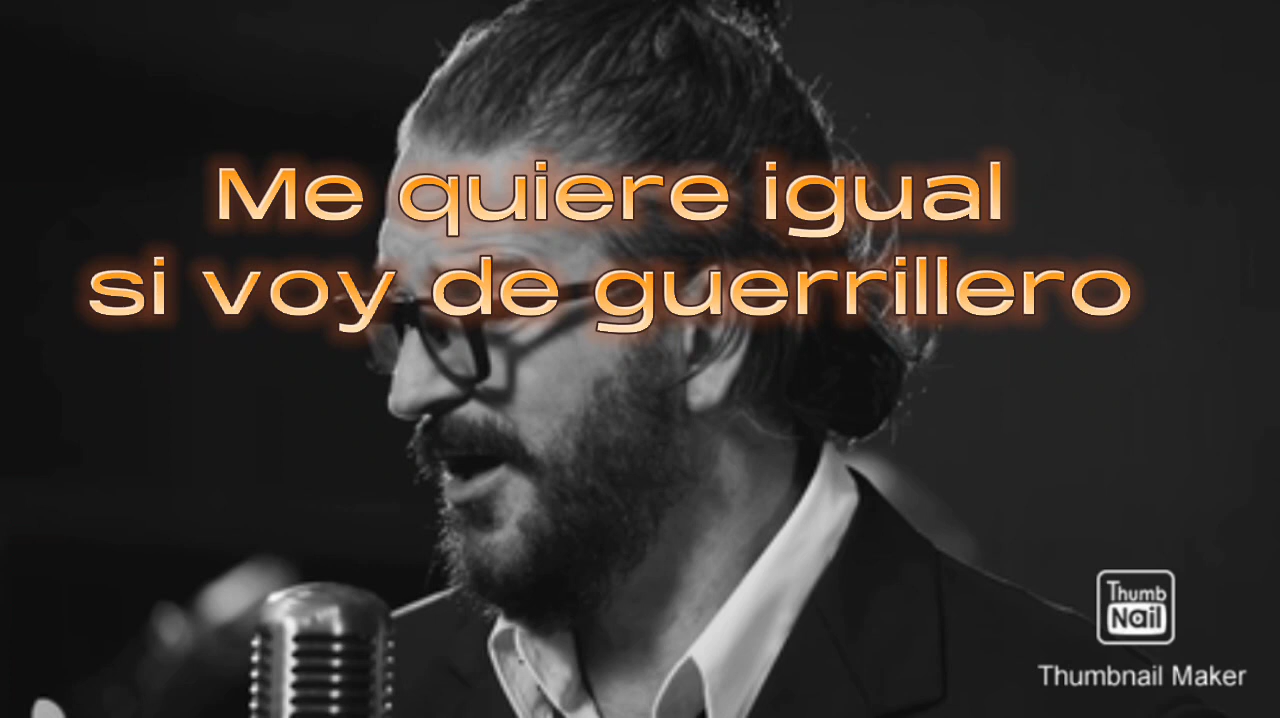 Me quiere igual
si voy de guerrillero
Thumb
Nail
Thumbnail Maker